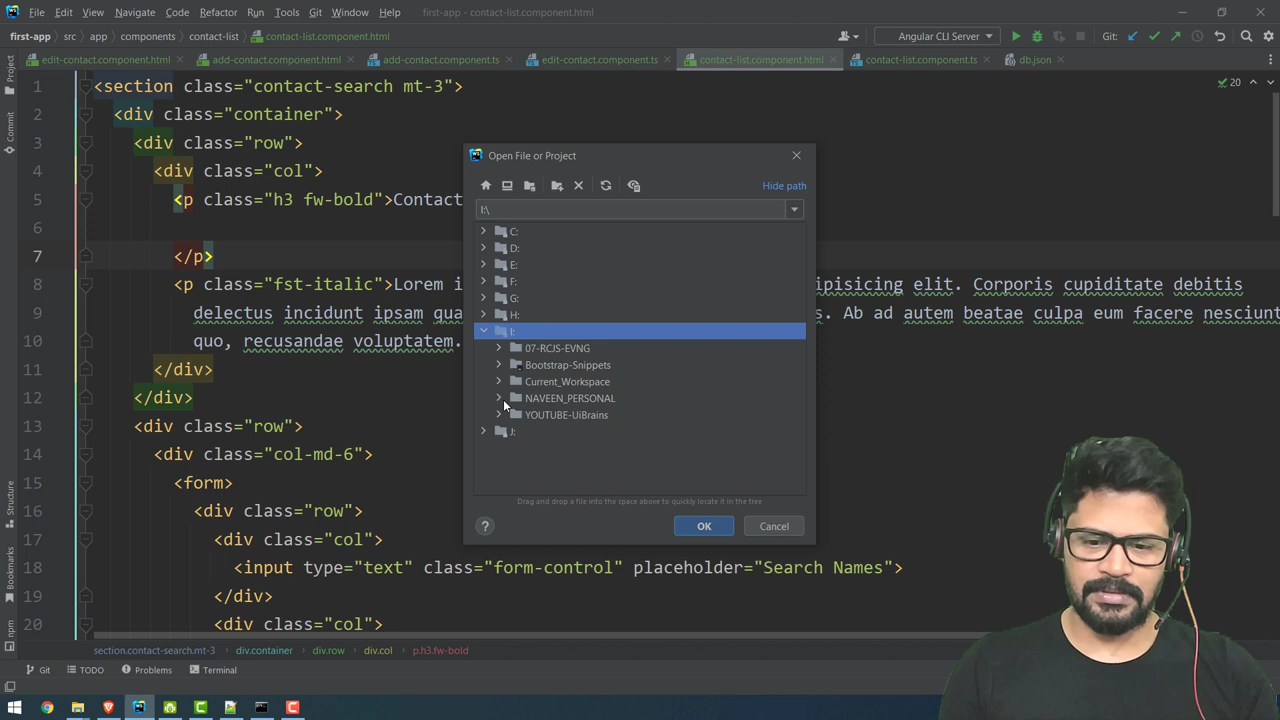 File Edit View Navigate Code Refactor Run Tools Git Window Help first-app - contact-list.component.html
first-app src app components contact-list contact-list.component.html Angular CLI Server Git:
edit-contact.component.html add-contact.component.html add-contact.component.ts edit-contact.component.ts contact-list.component.html contact-list.component.ts db.json
Project
Commit
Structure
Bookmarks
npm
20
1 <section class="contact-search mt-3">
2 <div class="container">
3 <div class="row">
4 <div class="col">
5 <p class="h3 fw-bold">Contact
6
7 </p>
8 <p class="fst-italic">Lorem i ipisicing elit. Corporis cupiditate debitis
9 delectus incidunt ipsam qua s. Ab ad autem beatae culpa eum facere nesciunt
10 quo, recusandae voluptatem.
11 </div>
12 </div>
13 <div class="row">
14 <div class="col-md-6">
15 <form>
16 <div class="row">
17 <div class="col">
18 <input type="text" class="form-control" placeholder="Search Names">
19 </div>
20 <div class="col">
Open File or Project
Hide path
I:\
C:
D:
E:
F:
G:
H:
I:
07-RCJS-EVNG
Bootstrap-Snippets
Current_Workspace
NAVEEN_PERSONAL
YOUTUBE-UiBrains
J:
Drag and drop a file into the space above to quickly locate it in the tree
? OK Cancel
section.contact-search.mt-3 div.container div.row div.col p.h3.fw-bold
Git TODO Problems Terminal